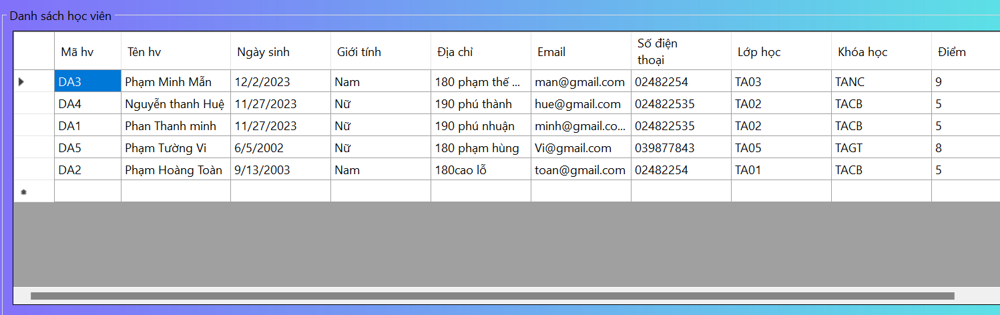 Danh sách học viên
Mã hv Tên hv Ngày sinh Giới tính Địa chỉ Email Số điện thoại Lớp học Khóa học Điểm
DA3 Phạm Minh Mẫn 12/2/2023 Nam 180 phạm thế ... man@gmail.com 02482254 TA03 TANC 9
DA4 Nguyễn thanh Huệ 11/27/2023 Nữ 190 phú thành hue@gmail.com 024822535 TA02 TACB 5
DA1 Phan Thanh minh 11/27/2023 Nữ 190 phú nhuận minh@gmail.co... 024822535 TA02 TACB 5
DA5 Phạm Tường Vi 6/5/2002 Nữ 180 phạm hùng Vi@gmail.com 039877843 TA05 TAGT 8
DA2 Phạm Hoàng Toàn 9/13/2003 Nam 180cao lỗ toan@gmail.com 02482254 TA01 TACB 5